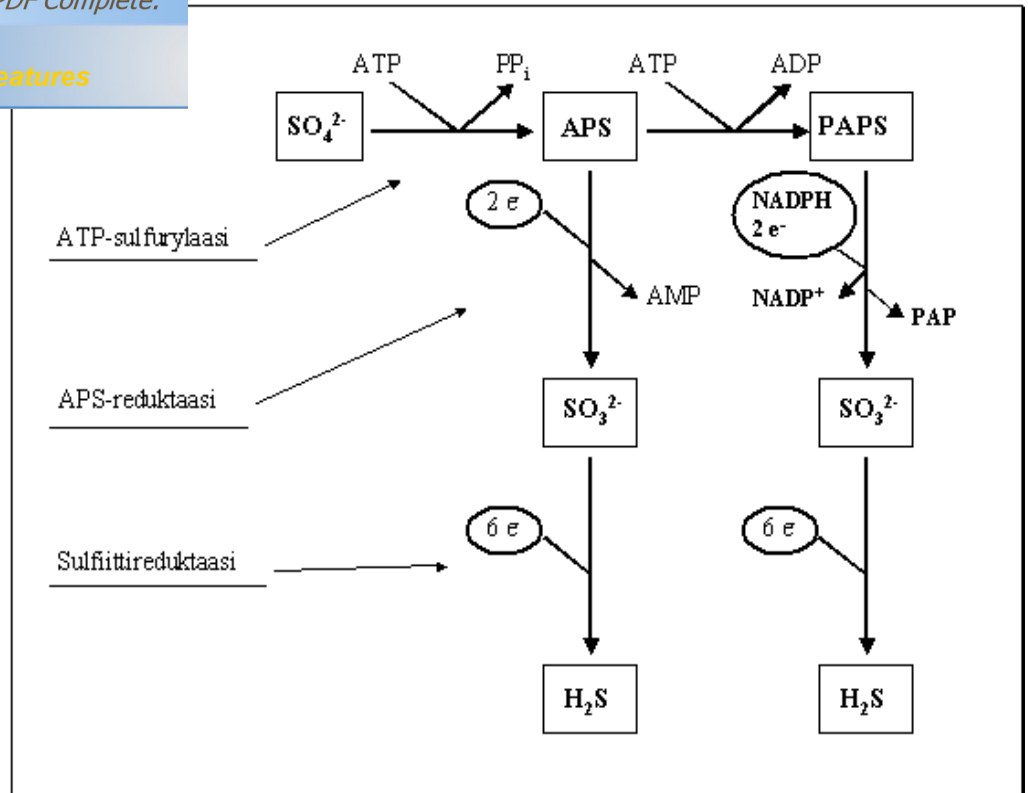 PDF Complete.
eatures
ATP PPᵢ ATP ADP
SO₄²⁻ APS PAPS
2 e⁻ NADPH
2 e⁻
ATP-sulfurylaasi
AMP NADP⁺ PAP
APS-reduktaasi
SO₃²⁻ SO₃²⁻
6 e⁻ 6 e⁻
Sulfiittireduktaasi
H₂S H₂S